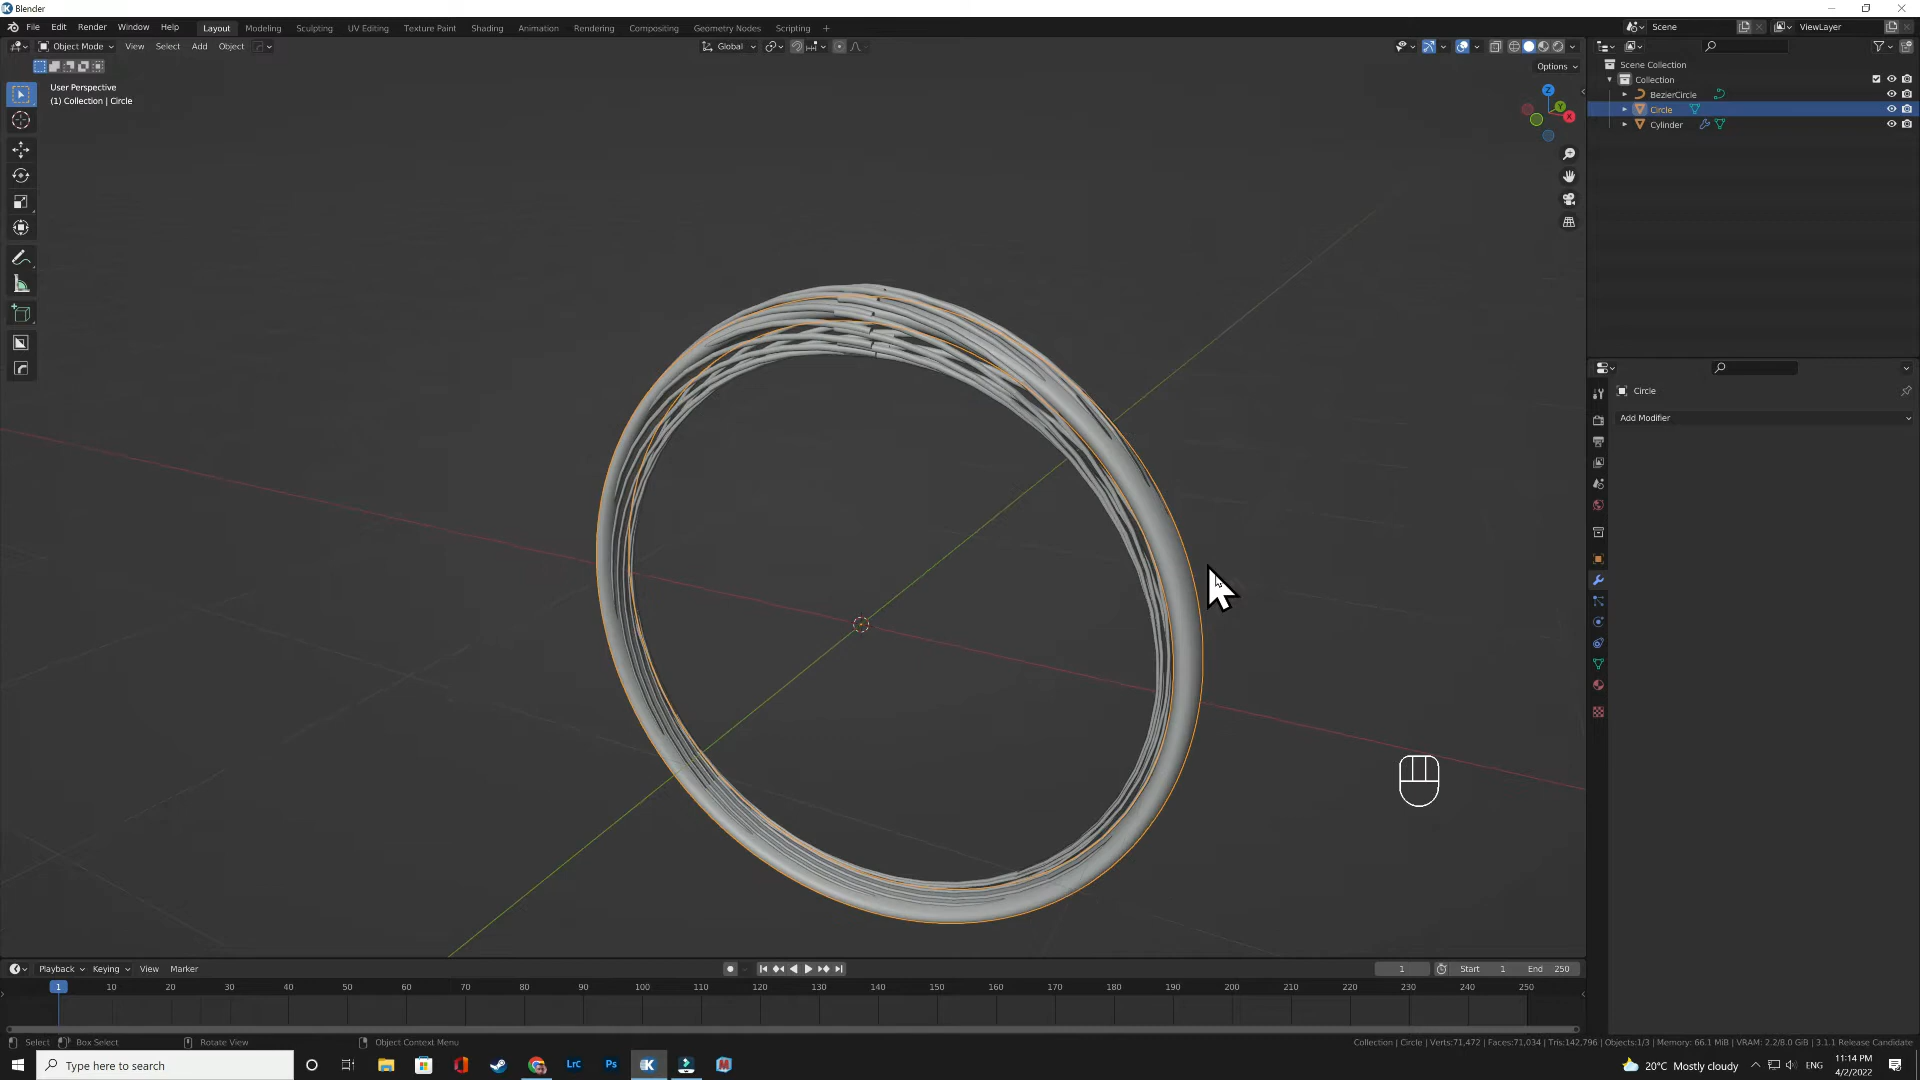 Blender
File Edit Render Window Help Layout Modeling Sculpting UV Editing Texture Paint Shading Animation Rendering Compositing Geometry Nodes Scripting + Scene ViewLayer
Object Mode View Select Add Object Global
Options
User Perspective
(1) Collection | Circle
Z
Y
X
Scene Collection
Collection
BezierCircle
Circle
Cylinder
Circle
Add Modifier
Playback Keying View Marker 1 Start 1 End 250
1 10 20 30 40 50 60 70 80 90 100 110 120 130 140 150 160 170 180 190 200 210 220 230 240 250
Select Box Select Rotate View Object Context Menu Collection | Circle | Verts:71,472 | Faces:71,034 | Tris:142,796 | Objects:1/3 | Memory: 66.1 MiB | VRAM: 2.2/8.0 GiB | 3.1.1 Release Candidate
Type here to search LrC Ps K 20°C Mostly cloudy ENG 11:14 PM
4/2/2022